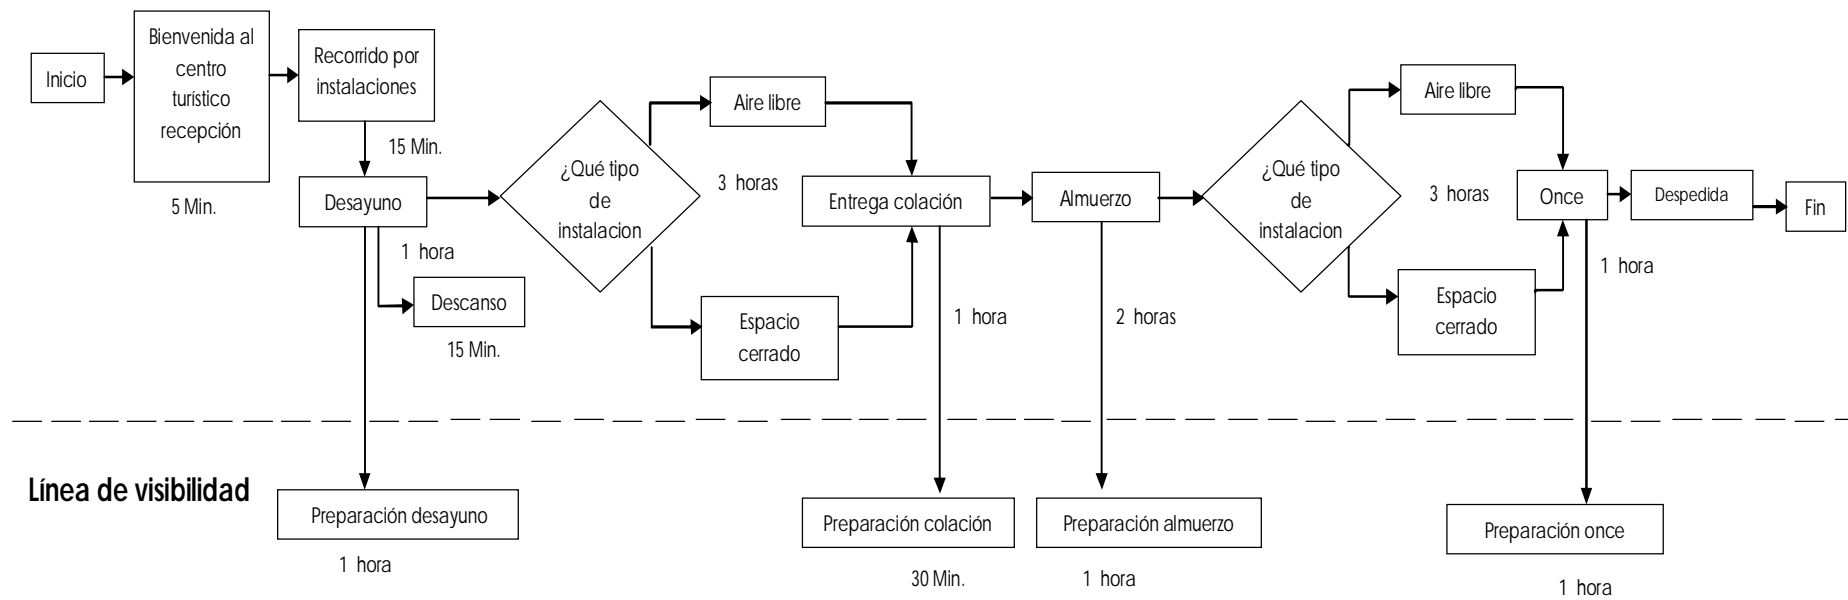 Inicio
Bienvenida al
centro
turístico
recepción
5 Min.
Recorrido por
instalaciones
15 Min.
Desayuno
1 hora
Descanso
15 Min.
¿Qué tipo
de
instalacion
Aire libre
3 horas
Espacio
cerrado
Entrega colación
1 hora
Almuerzo
2 horas
¿Qué tipo
de
instalacion
Aire libre
3 horas
Espacio
cerrado
Once
1 hora
Despedida
Fin
Línea de visibilidad
Preparación desayuno
1 hora
Preparación colación
30 Min.
Preparación almuerzo
1 hora
Preparación once
1 hora